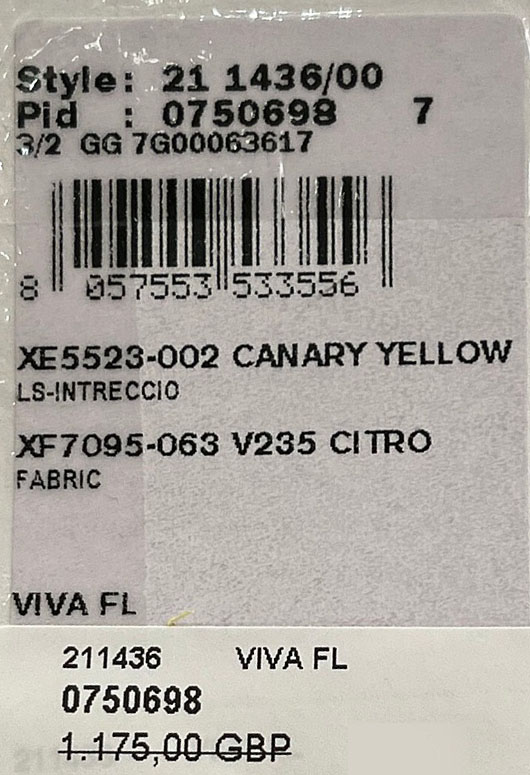 Style: 21 1436/00
Pid : 0750698 7
3/2 GG 7G00063617
8 057553 533556
XE5523-002 CANARY YELLOW
LS-INTRECCIO
XF7095-063 V235 CITRO
FABRIC
VIVA FL
211436 VIVA FL
0750698
1.175,00 GBP